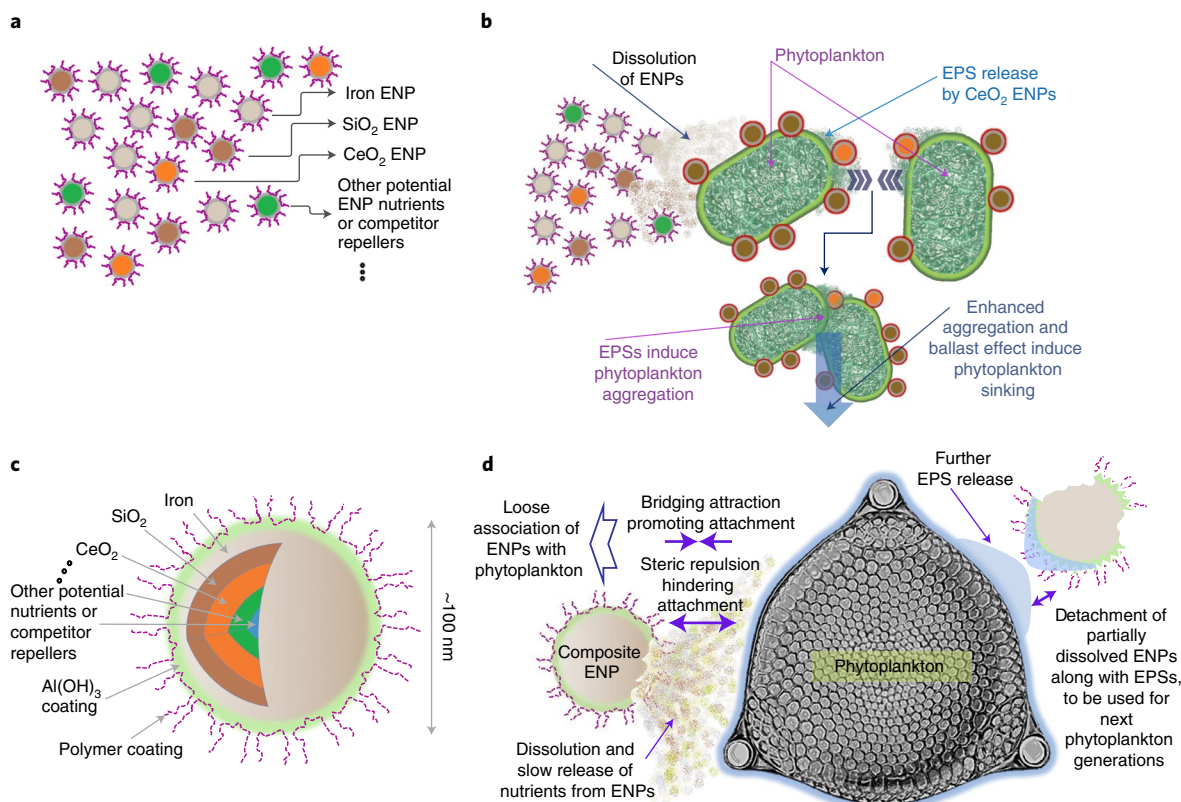 a
Iron ENP
SiO₂ ENP
CeO₂ ENP
Other potential
ENP nutrients
or competitor
repellers
b
Dissolution
of ENPs
Phytoplankton
EPS release
by CeO₂ ENPs
EPSs induce
phytoplankton
aggregation
Enhanced
aggregation and
ballast effect induce
phytoplankton
sinking
c
Iron
SiO₂
CeO₂
Other potential
nutrients or
competitor
repellers
Al(OH)₃
coating
Polymer coating
~100 nm
d
Loose
association of
ENPs with
phytoplankton
Bridging attraction
promoting attachment
Steric repulsion
hindering
attachment
Composite
ENP
Dissolution and
slow release of
nutrients from ENPs
Phytoplankton
Further
EPS release
Detachment of
partially
dissolved ENPs
along with EPSs,
to be used for
next
phytoplankton
generations